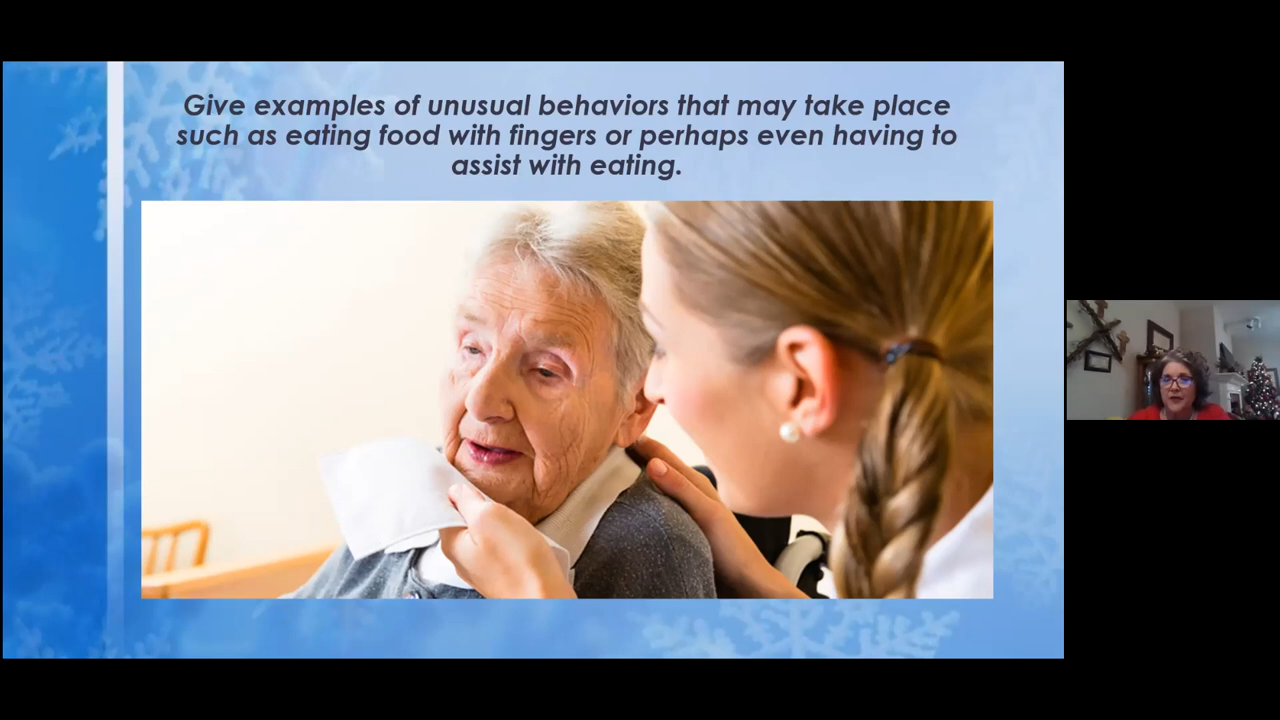 Give examples of unusual behaviors that may take place
such as eating food with fingers or perhaps even having to
assist with eating.